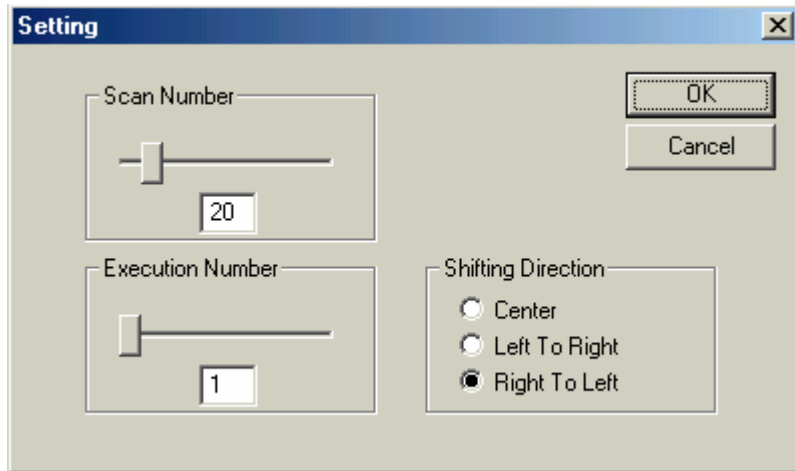 Setting
Scan Number
20
OK
Cancel
Execution Number
1
Shifting Direction
Center
Left To Right
Right To Left